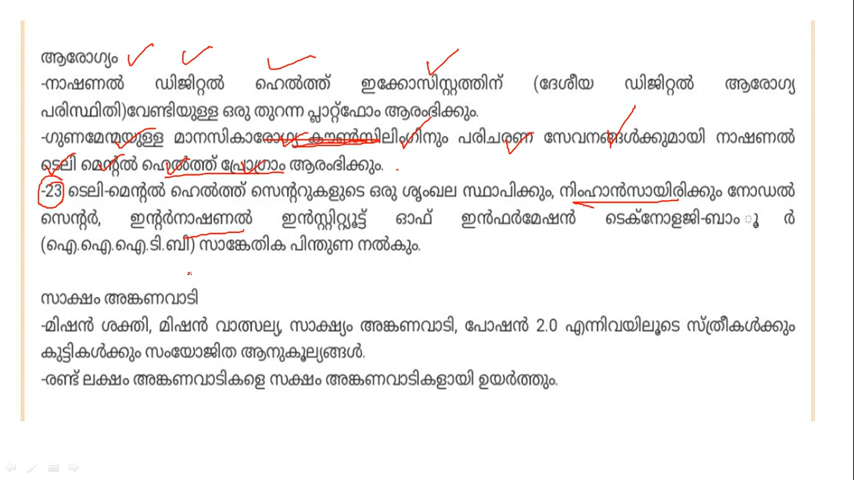 ആരോഗ്യം
-നാഷണൽ ഡിജിറ്റൽ ഹെൽത്ത് ഇക്കോസിസ്റ്റത്തിന് (ദേശീയ ഡിജിറ്റൽ ആരോഗ്യ
പരിസ്ഥിതി)വേണ്ടിയുള്ള ഒരു തുറന്ന പ്ലാറ്റ്ഫോം ആരംഭിക്കും.
-ഗുണമേന്മയുള്ള മാനസികാരോഗ്യ കൗൺസിലിംഗിനും പരിചരണ സേവനങ്ങൾക്കുമായി നാഷണൽ
ടെലി മെന്റൽ ഹെൽത്ത് പ്രോഗ്രാം ആരംഭിക്കും.
-23 ടെലി-മെന്റൽ ഹെൽത്ത് സെന്ററുകളുടെ ഒരു ശൃംഖല സ്ഥാപിക്കും, നിംഹാൻസായിരിക്കും നോഡൽ
സെന്റർ, ഇന്റർനാഷണൽ ഇൻസ്റ്റിറ്റ്യൂട്ട് ഓഫ് ഇൻഫർമേഷൻ ടെക്നോളജി-ബാം ൂ ർ
(ഐ.ഐ.ഐ.ടി.ബി) സാങ്കേതിക പിന്തുണ നൽകും.
സാക്ഷം അങ്കണവാടി
-മിഷൻ ശക്തി, മിഷൻ വാത്സല്യ, സാക്ഷ്യം അങ്കണവാടി, പോഷൻ 2.0 എന്നിവയിലൂടെ സ്ത്രീകൾക്കും
കുട്ടികൾക്കും സംയോജിത ആനുകൂല്യങ്ങൾ.
-രണ്ട് ലക്ഷം അങ്കണവാടികളെ സക്ഷം അങ്കണവാടികളായി ഉയർത്തും.